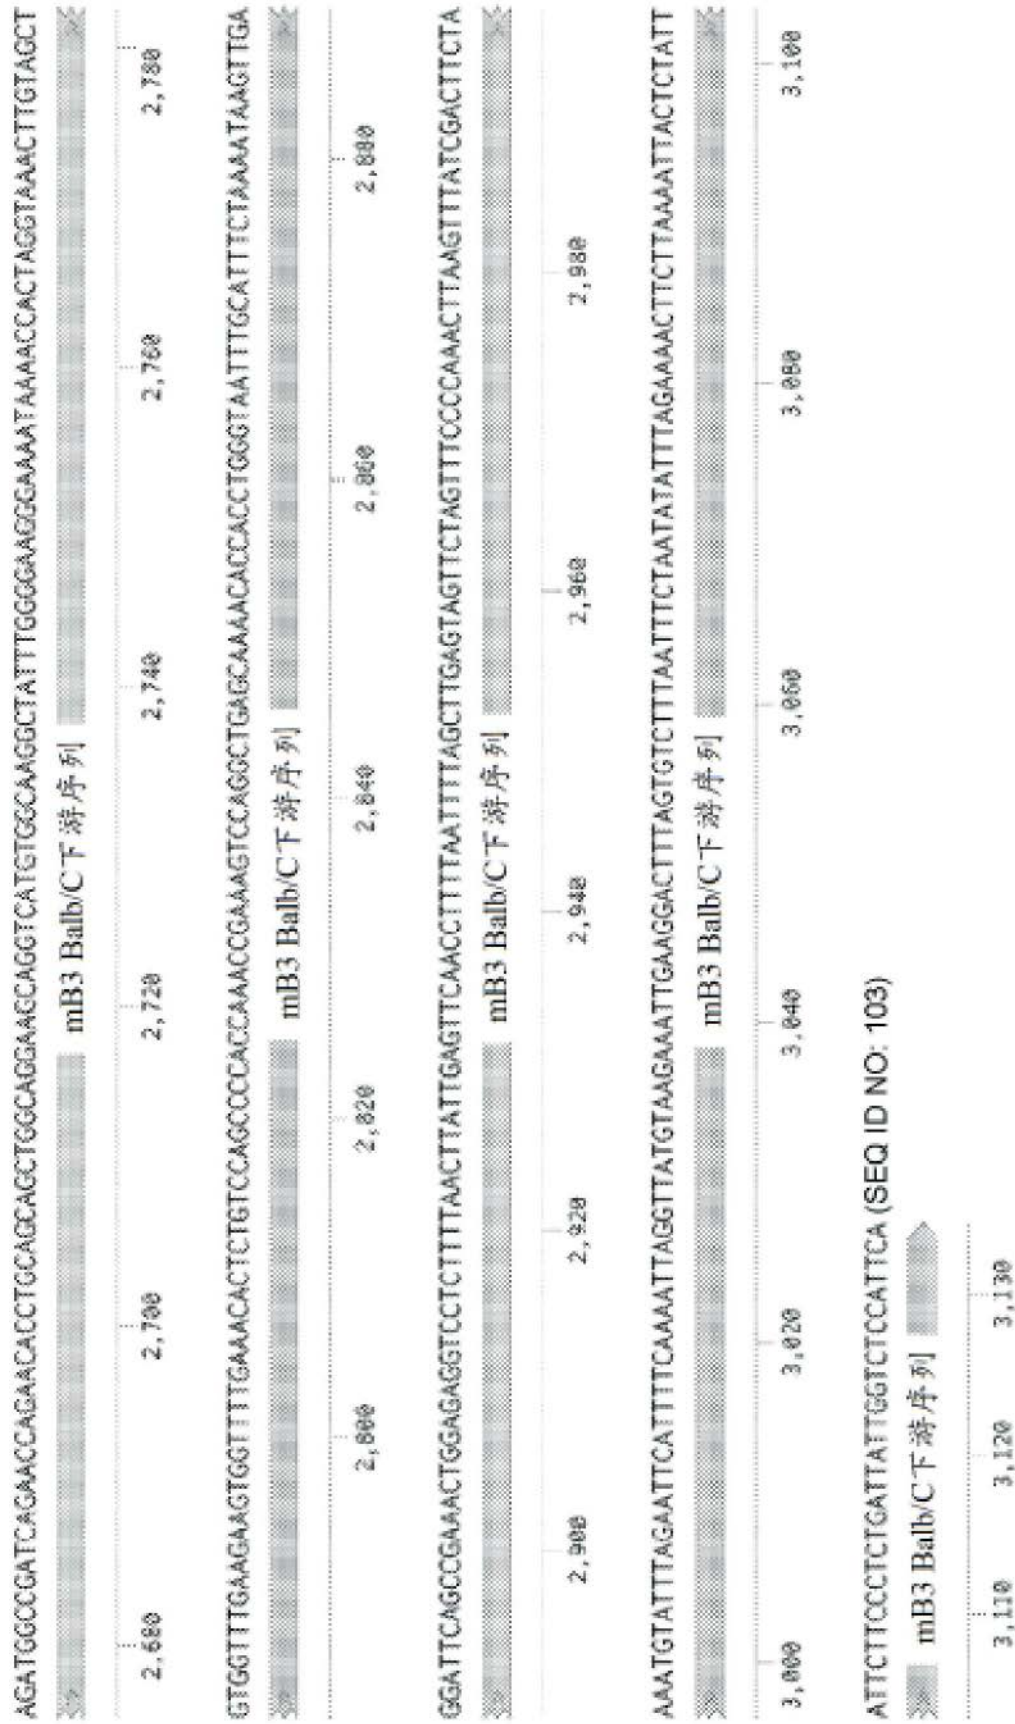 AGATGGCCGATCAGAACCAGAACACCTGCAGCAGCTGGCAGGAAGCAGGTCATGTGGCAAGGCTATTTGGGGAAGGGAAAATAAAACCACTAGGTAAACTTGTAGCT
mB3 Balb/C下游序列
2,680 2,700 2,720 2,740 2,760 2,780
GTGGTTTGAAGAAGTGGTTTTGAAACACTCTGTCCAGCCCCACCAAACCGAAAGTCCAGGCTGAGCAAAACACCACCTGGGTAATTTGCATTTCTAAAATAAGTTGA
mB3 Balb/C下游序列
2,800 2,820 2,840 2,860 2,880
GGATTCAGCCGAAACTGGAGAGGTCCTCTTTTAACTTATTGAGTTCAACCTTTTAATTTTAGCTTGAGTAGTTCTAGTTTCCCCAAACTTAAGTTTATCGACTTCTA
mB3 Balb/C下游序列
2,900 2,920 2,940 2,960 2,980
AAATGTATTTAGAATTCATTTTCAAAATTAGGTTATGTAAGAAATTGAAGGACTTTAGTGTCTTTAATTTCTAATATATTTAGAAAACTTCTTAAAATTACTCTATT
mB3 Balb/C下游序列
3,000 3,020 3,040 3,060 3,080 3,100
ATTCTTCCCTCTGATTATTGGTCTCCATTCA (SEQ ID NO: 103)
mB3 Balb/C下游序列
3,110 3,120 3,130